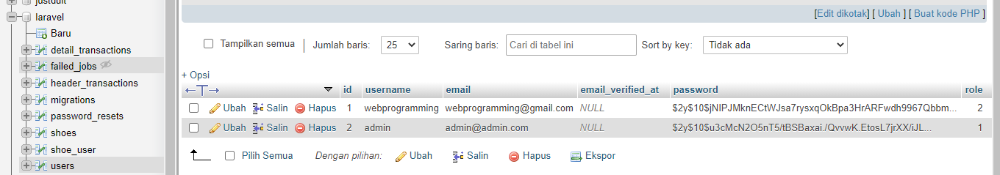 justduit
laravel
Baru
detail_transactions
failed_jobs
header_transactions
migrations
password_resets
shoes
shoe_user
users
[Edit dikotak] [ Ubah ] [ Buat kode PHP ]
Tampilkan semua | Jumlah baris: 25 Saring baris: Cari di tabel ini Sort by key: Tidak ada
+ Opsi
←T→ id username email email_verified_at password role
Ubah Salin Hapus 1 webprogramming webprogramming@gmail.com NULL $2y$10$jNIPJMknECtWJsa7rysxqOkBpa3HrARFwdh9967Qbbm... 2
Ubah Salin Hapus 2 admin admin@admin.com NULL $2y$10$u3cMcN2O5nT5/tBSBaxai./QvvwK.EtosL7jrXX/iJL... 1
Pilih Semua Dengan pilihan: Ubah Salin Hapus Ekspor